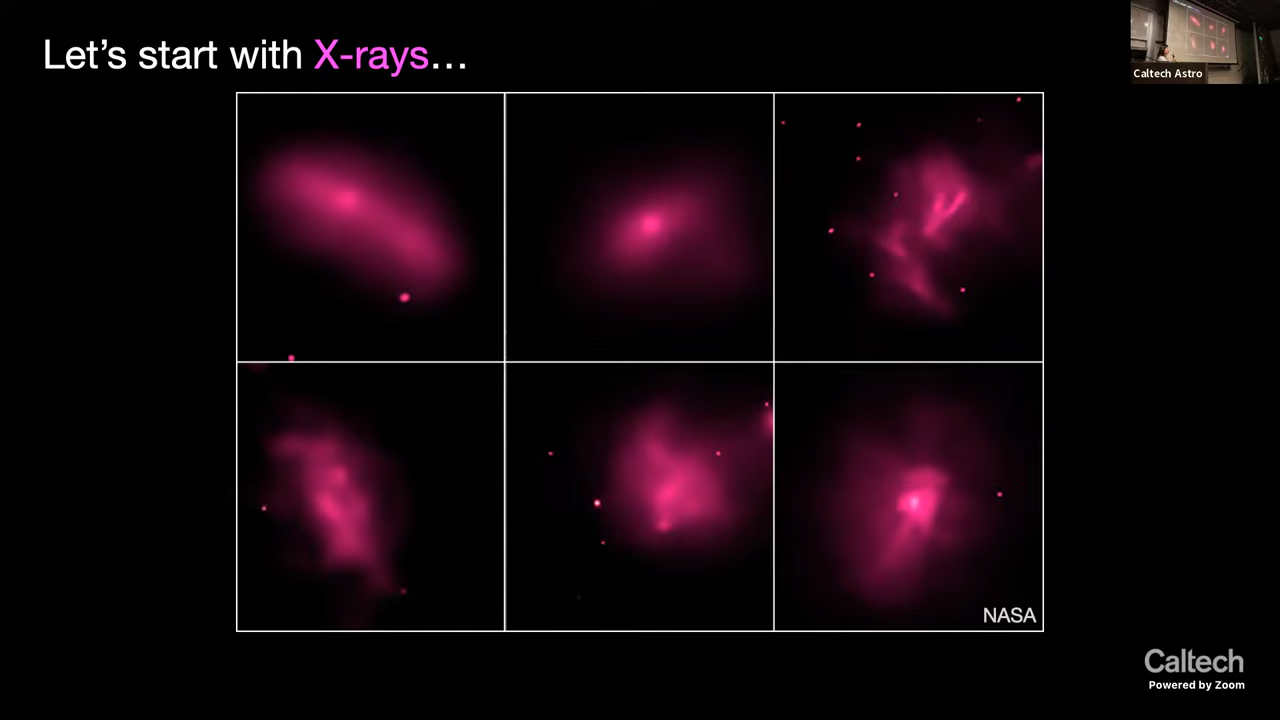 Let's start with X-rays...
Caltech Astro
NASA
Caltech
Powered by Zoom